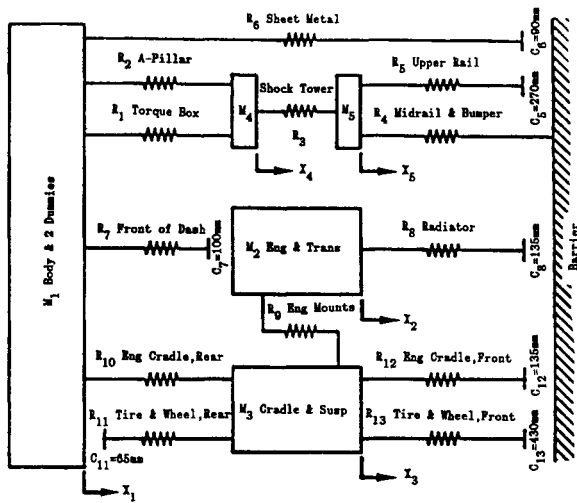 R6 Sheet Metal
C6=90mm
R2 A-Pillar
R5 Upper Rail
C5=270mm
Shock Tower
M4
M5
R1 Torque Box
R3
R4 Midrail & Bumper
X4
X5
M1 Body & 2 Dummies
R7 Front of Dash
C7=100mm
M2 Eng & Trans
R8 Radiator
C8=135mm
Barrier
X2
R9 Eng Mounts
R10 Eng Cradle,Rear
R12 Eng Cradle,Front
C12=135mm
M3 Cradle & Susp
R11 Tire & Wheel,Rear
R13 Tire & Wheel,Front
C11=65mm
C13=430mm
X1
X3